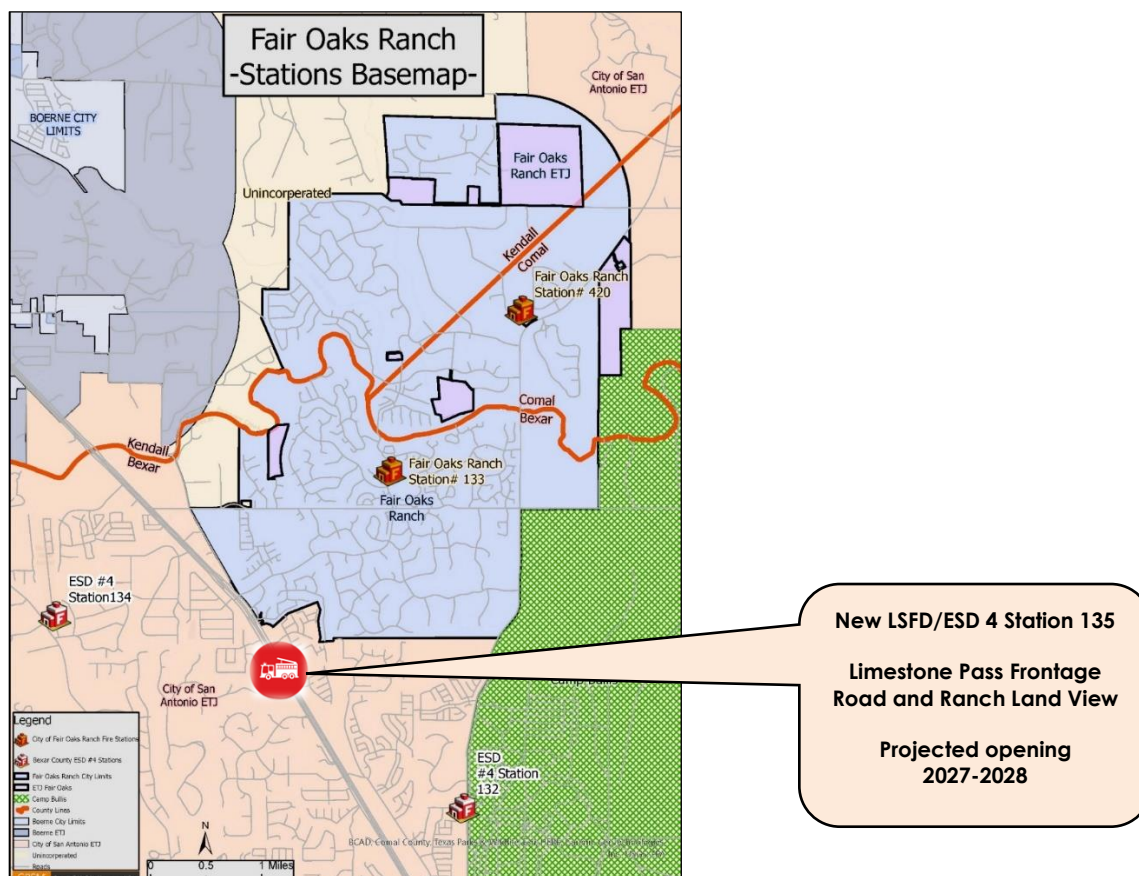 Fair Oaks Ranch
-Stations Basemap-
City of San
Antonio ETJ
BOERNE CITY
LIMITS
Fair Oaks
Ranch ETJ
Unincorperated
Kendall
Comal
Fair Oaks Ranch
Station# 420
Comal
Bexar
Kendall
Bexar
Fair Oaks Ranch
Station# 133
Fair Oaks
Ranch
ESD #4
Station134
City of San
Antonio ETJ
ESD
#4 Station
132
New LSFD/ESD 4 Station 135
Limestone Pass Frontage
Road and Ranch Land View
Projected opening
2027-2028
Legend
City of Fair Oaks Ranch Fire Stations
Bexar County ESD #4 Stations
Fair Oaks Ranch City Limits
ETJ Fair Oaks
Camp Bullis
County Lines
Boerne City Limits
Boerne ETJ
City of San Antonio ETJ
Unincorporated
Roads
N
0 0.5 1 Miles
BCAD, Comal County, Texas Parks &